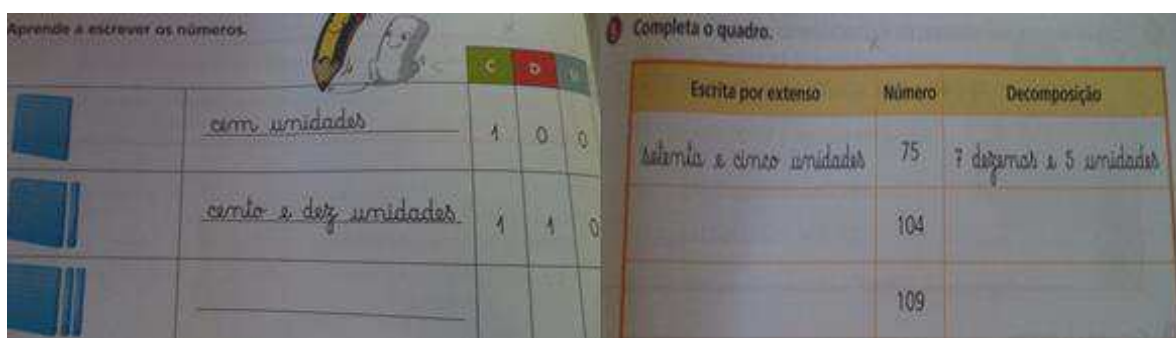 Aprende a escrever os números.
C D U
cem unidades 1 0 0
cento e dez unidades 1 1 0
5 Completa o quadro.
Escrita por extenso Número Decomposição
setenta e cinco unidades 75 7 dezenas e 5 unidades
104
109